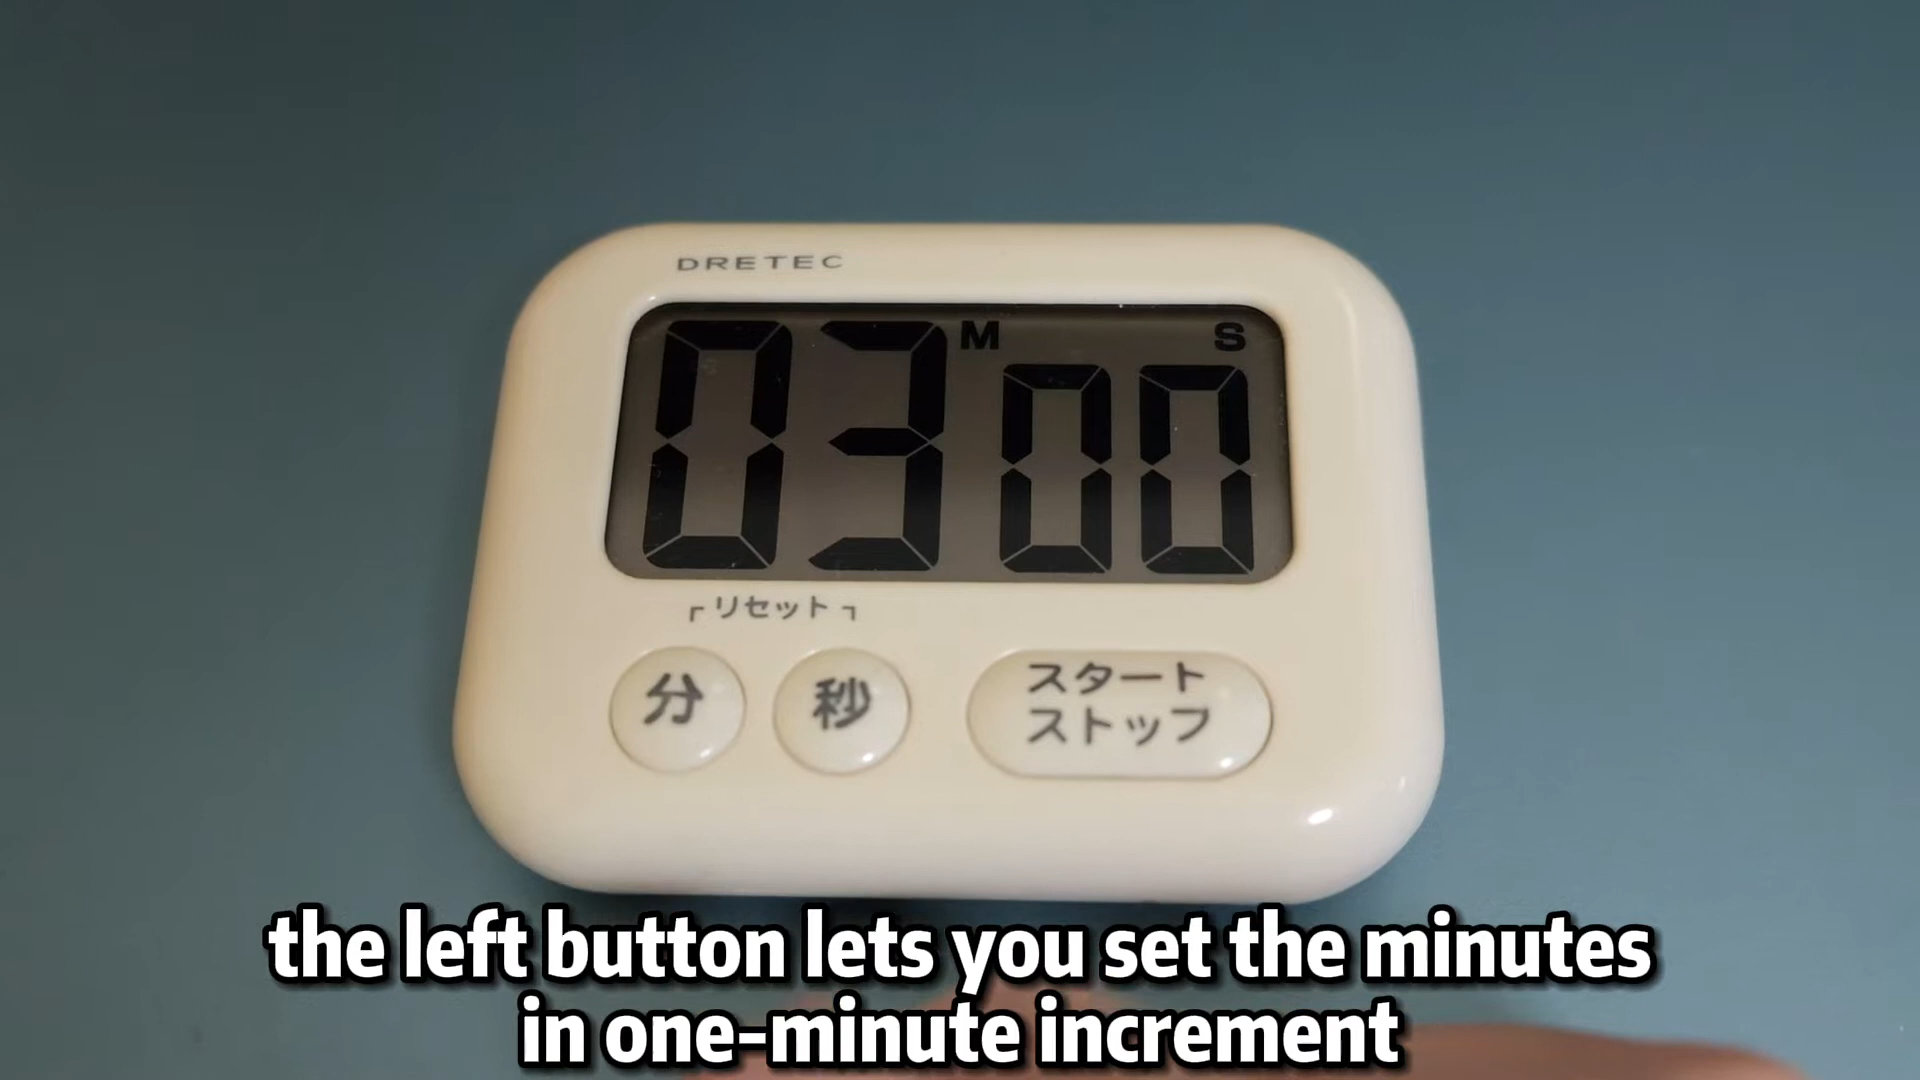 DRETEC
03 M 00 S
「リセット」
分 秒 スタート
ストップ
the left button lets you set the minutes
in one-minute increment